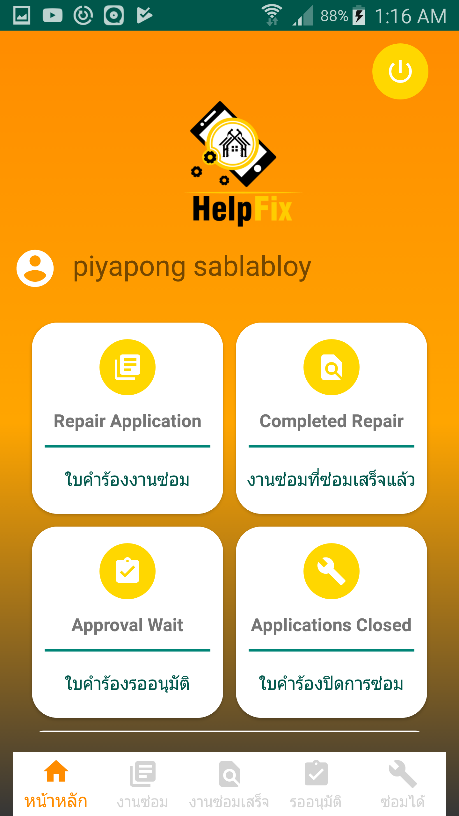 88% 1:16 AM
HelpFix
piyapong sablabloy
Repair Application
ใบคำร้องงานซ่อม
Completed Repair
งานซ่อมที่ซ่อมเสร็จแล้ว
Approval Wait
ใบคำร้องรออนุมัติ
Applications Closed
ใบคำร้องปิดการซ่อม
หน้าหลัก
งานซ่อม
งานซ่อมเสร็จ
รออนุมัติ
ซ่อมได้